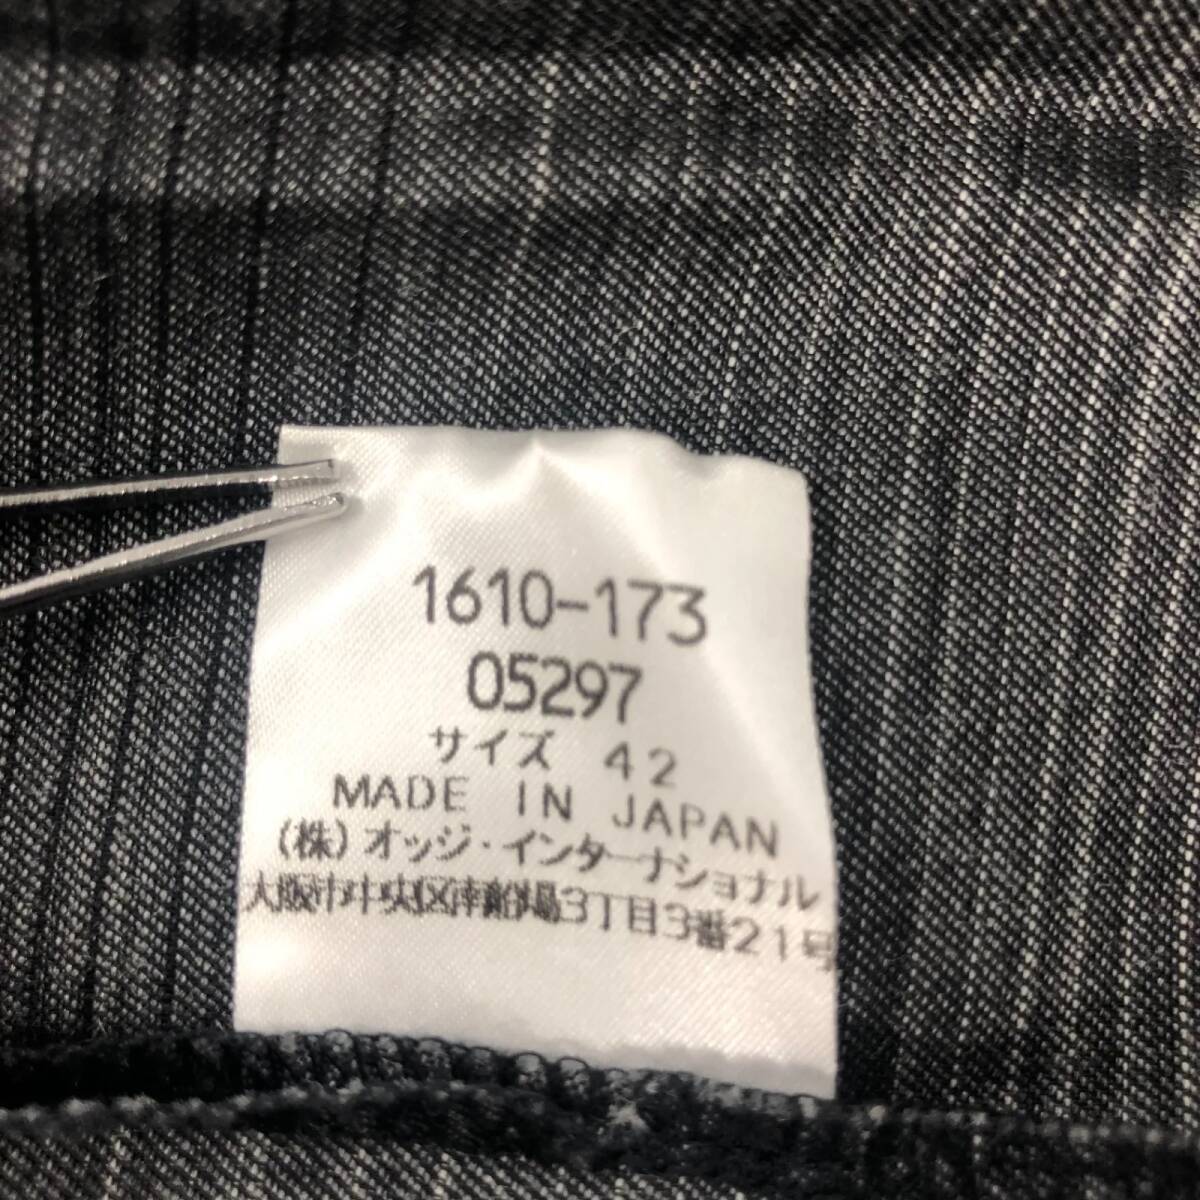 1610-173
05297
サイズ 42
MADE IN JAPAN
(株)オッジ・インターナショナル
大阪市中央区南船場3丁目3番21号